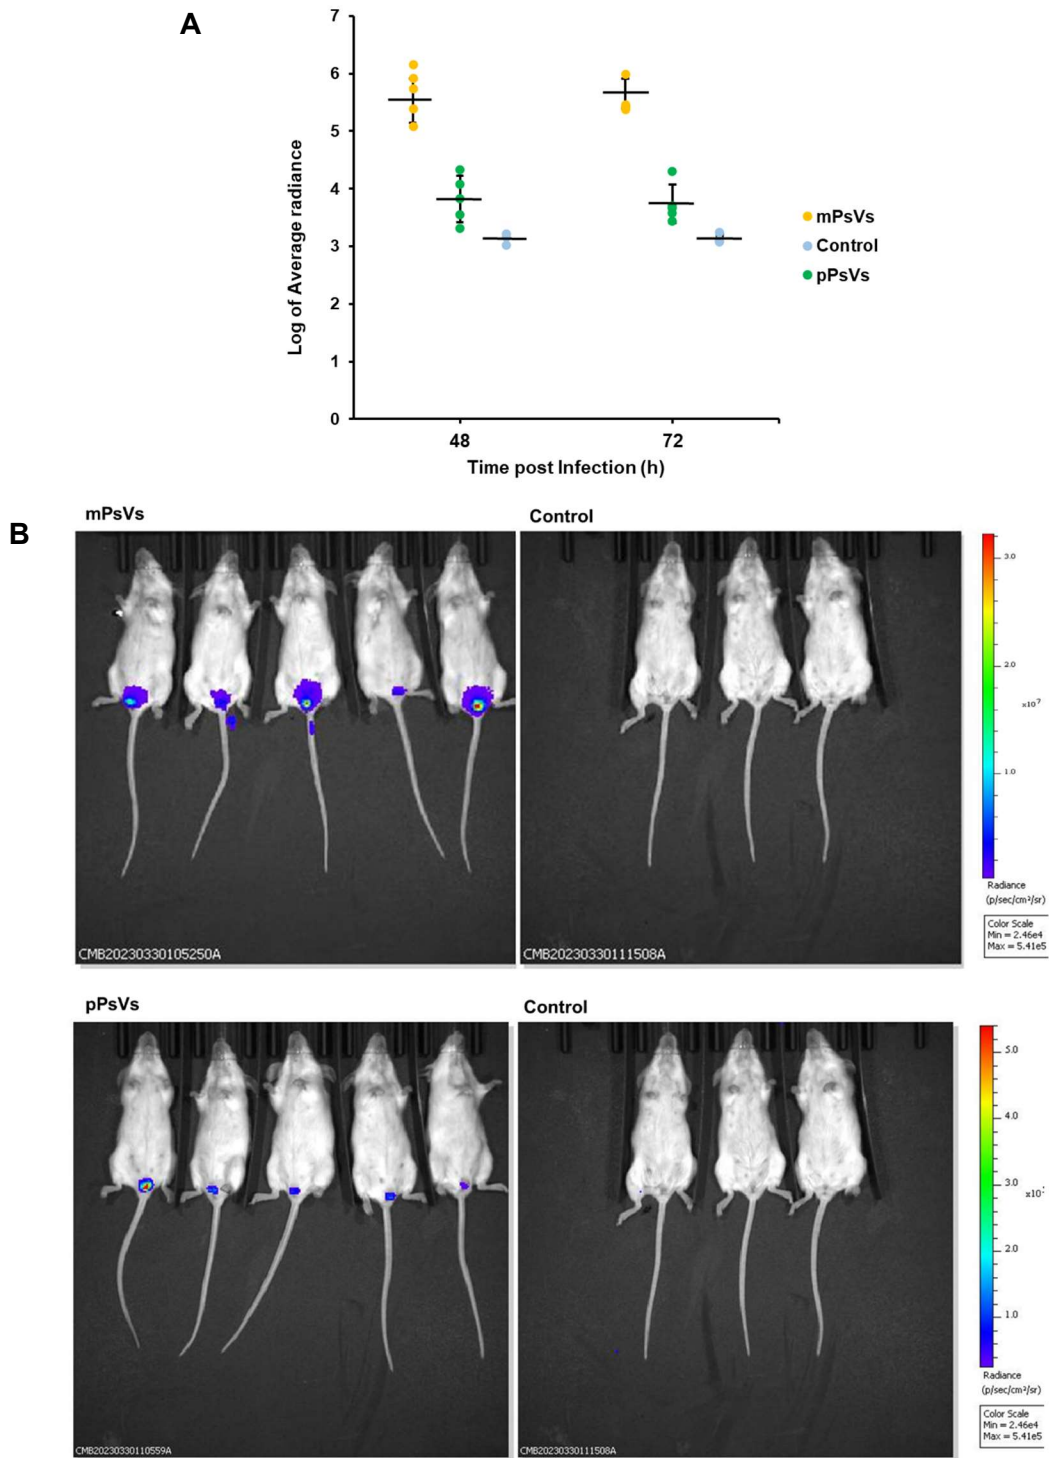 A
7
6
5
4
3
2
1
0
Log of Average radiance
48
72
Time post Infection (h)
mPsVs
Control
pPsVs
B
mPsVs
Control
3.0
2.0
×10⁷
1.0
Radiance
(p/sec/cm²/sr)
Color Scale
Min = 2.46e4
Max = 5.41e5
CMB20230330105250A
CMB20230330111508A
pPsVs
Control
5.0
4.0
3.0
2.0
1.0
Radiance
(p/sec/cm²/sr)
Color Scale
Min = 2.46e4
Max = 5.41e5
CMB20230330110559A
CMB20230330111508A